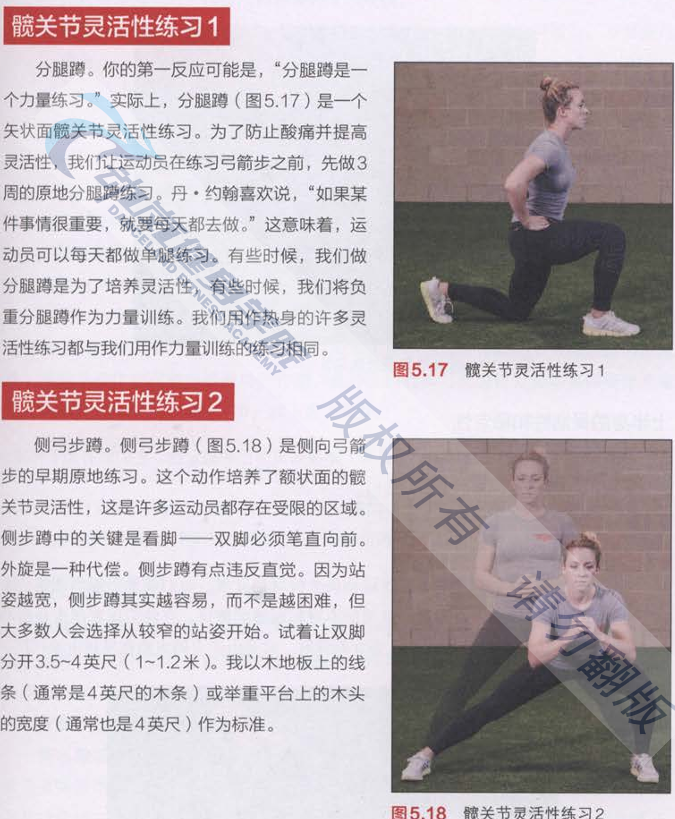 髋关节灵活性练习1
分腿蹲。你的第一反应可能是,“分腿蹲是一
个力量练习。”实际上,分腿蹲(图5.17)是一个
矢状面髋关节灵活性练习。为了防止酸痛并提高
灵活性,我们让运动员在练习弓箭步之前,先做3
周的原地分腿蹲练习。丹·约翰喜欢说,“如果某
件事情很重要,就要每天都去做。”这意味着,运
动员可以每天都做单腿练习。有些时候,我们做
分腿蹲是为了培养灵活性,有些时候,我们将负
重分腿蹲作为力量训练。我们用作热身的许多灵
活性练习都与我们用作力量训练的练习相同。
图5.17 髋关节灵活性练习1
髋关节灵活性练习2
侧弓步蹲。侧弓步蹲(图5.18)是侧向弓箭
步的早期原地练习。这个动作培养了额状面的髋
关节灵活性,这是许多运动员都存在受限的区域。
侧步蹲中的关键是看脚——双脚必须笔直向前。
外旋是一种代偿。侧步蹲有点违反直觉。因为站
姿越宽,侧步蹲其实越容易,而不是越困难,但
大多数人会选择从较窄的站姿开始。试着让双脚
分开3.5~4英尺(1~1.2米)。我以木地板上的线
条(通常是4英尺的木条)或举重平台上的木头
的宽度(通常也是4英尺)作为标准。
图5.18 髋关节灵活性练习2
版权所有 请勿翻版